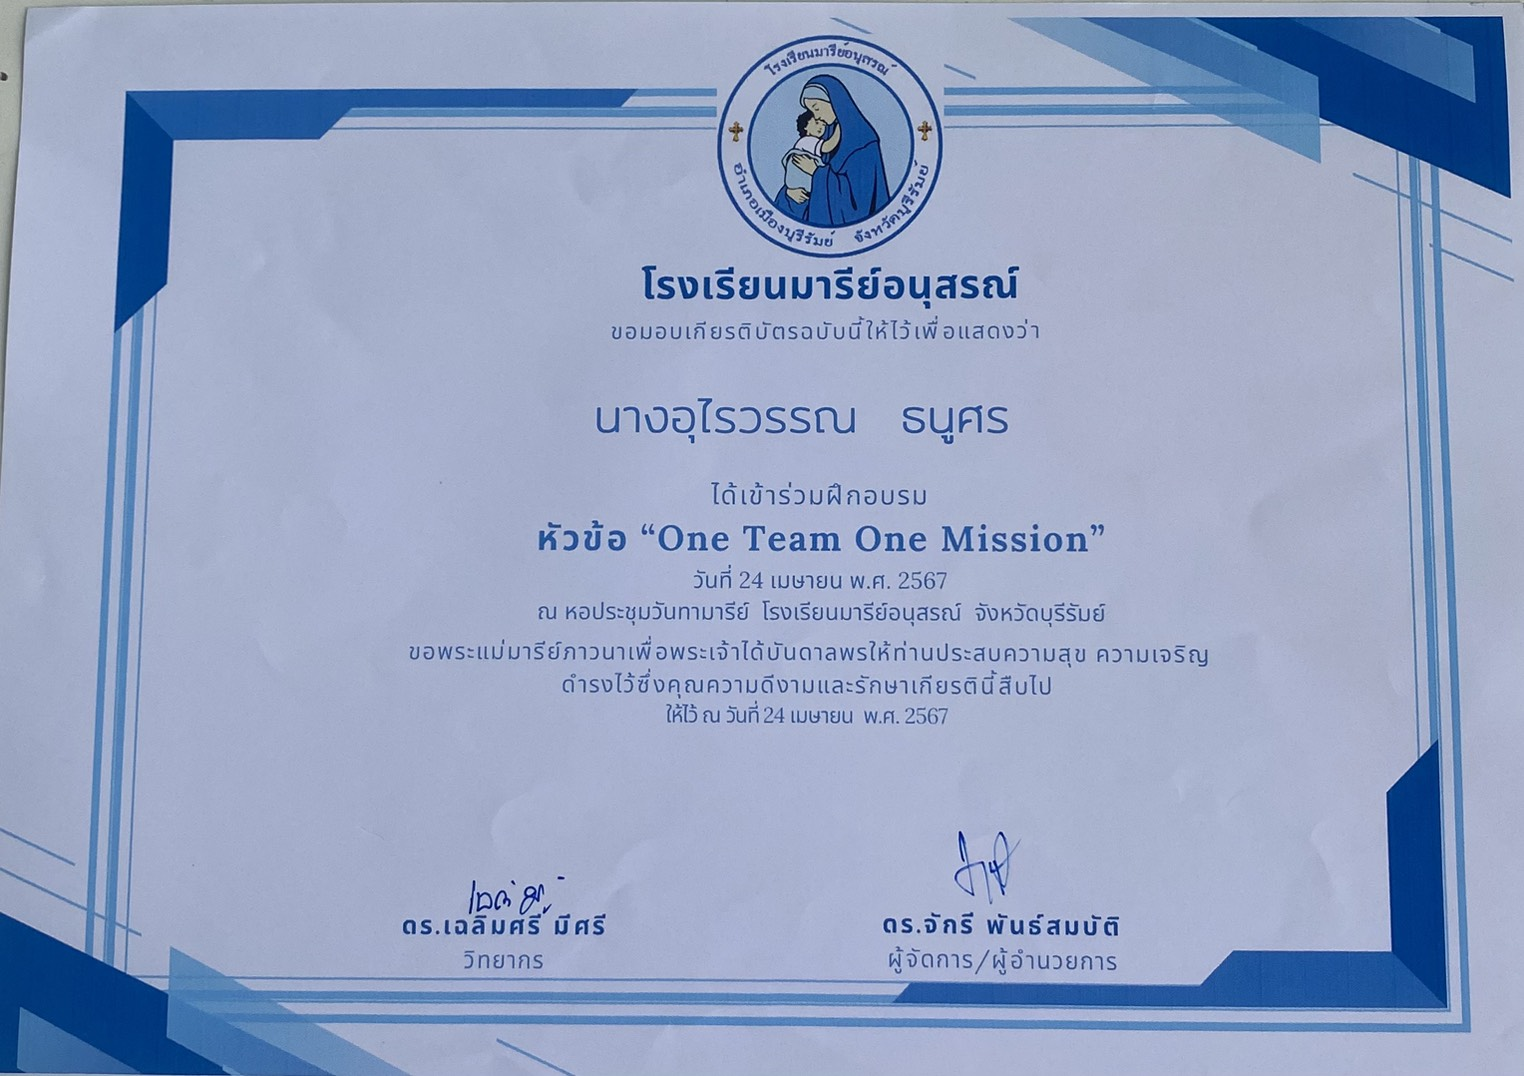 โรงเรียนมารีย์อนุสรณ์
อำเภอเมืองบุรีรัมย์ จังหวัดบุรีรัมย์
โรงเรียนมารีย์อนุสรณ์
ขอมอบเกียรติบัตรฉบับนี้ให้ไว้เพื่อแสดงว่า
นางอุไรวรรณ ธนูศร
ได้เข้าร่วมฝึกอบรม
หัวข้อ “One Team One Mission”
วันที่ 24 เมษายน พ.ศ. 2567
ณ หอประชุมวันทามารีย์ โรงเรียนมารีย์อนุสรณ์ จังหวัดบุรีรัมย์
ขอพระแม่มารีย์ภาวนาเพื่อพระเจ้าได้บันดาลพรให้ท่านประสบความสุข ความเจริญ
ดำรงไว้ซึ่งคุณความดีงามและรักษาเกียรตินี้สืบไป
ให้ไว้ ณ วันที่ 24 เมษายน พ.ศ. 2567
ดร.เฉลิมศรี มีศรี
วิทยากร
ดร.จักรี พันธ์สมบัติ
ผู้จัดการ/ผู้อำนวยการ